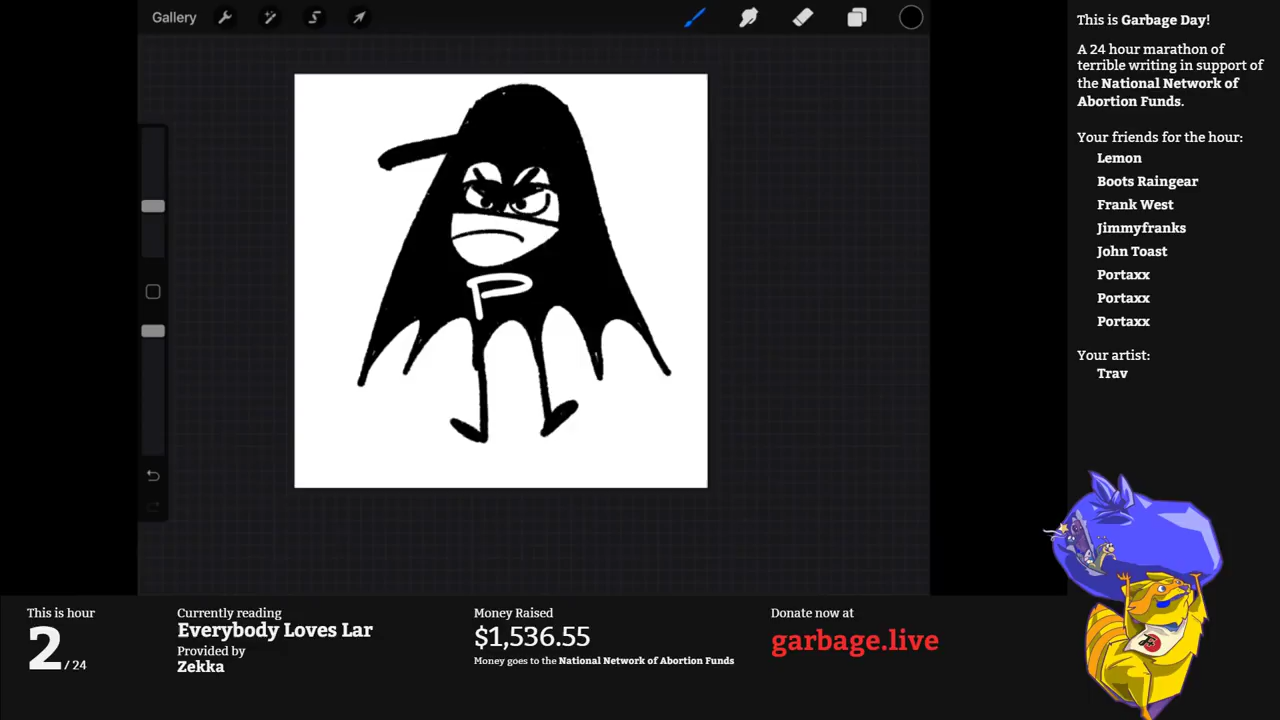 Gallery
This is Garbage Day!
A 24 hour marathon of
terrible writing in support of
the National Network of
Abortion Funds.
Your friends for the hour:
Lemon
Boots Raingear
Frank West
Jimmyfranks
John Toast
Portaxx
Portaxx
Portaxx
Your artist:
Trav
P
This is hour
2 / 24
Currently reading
Everybody Loves Lar
Provided by
Zekka
Money Raised
$1,536.55
Money goes to the National Network of Abortion Funds
Donate now at
garbage.live